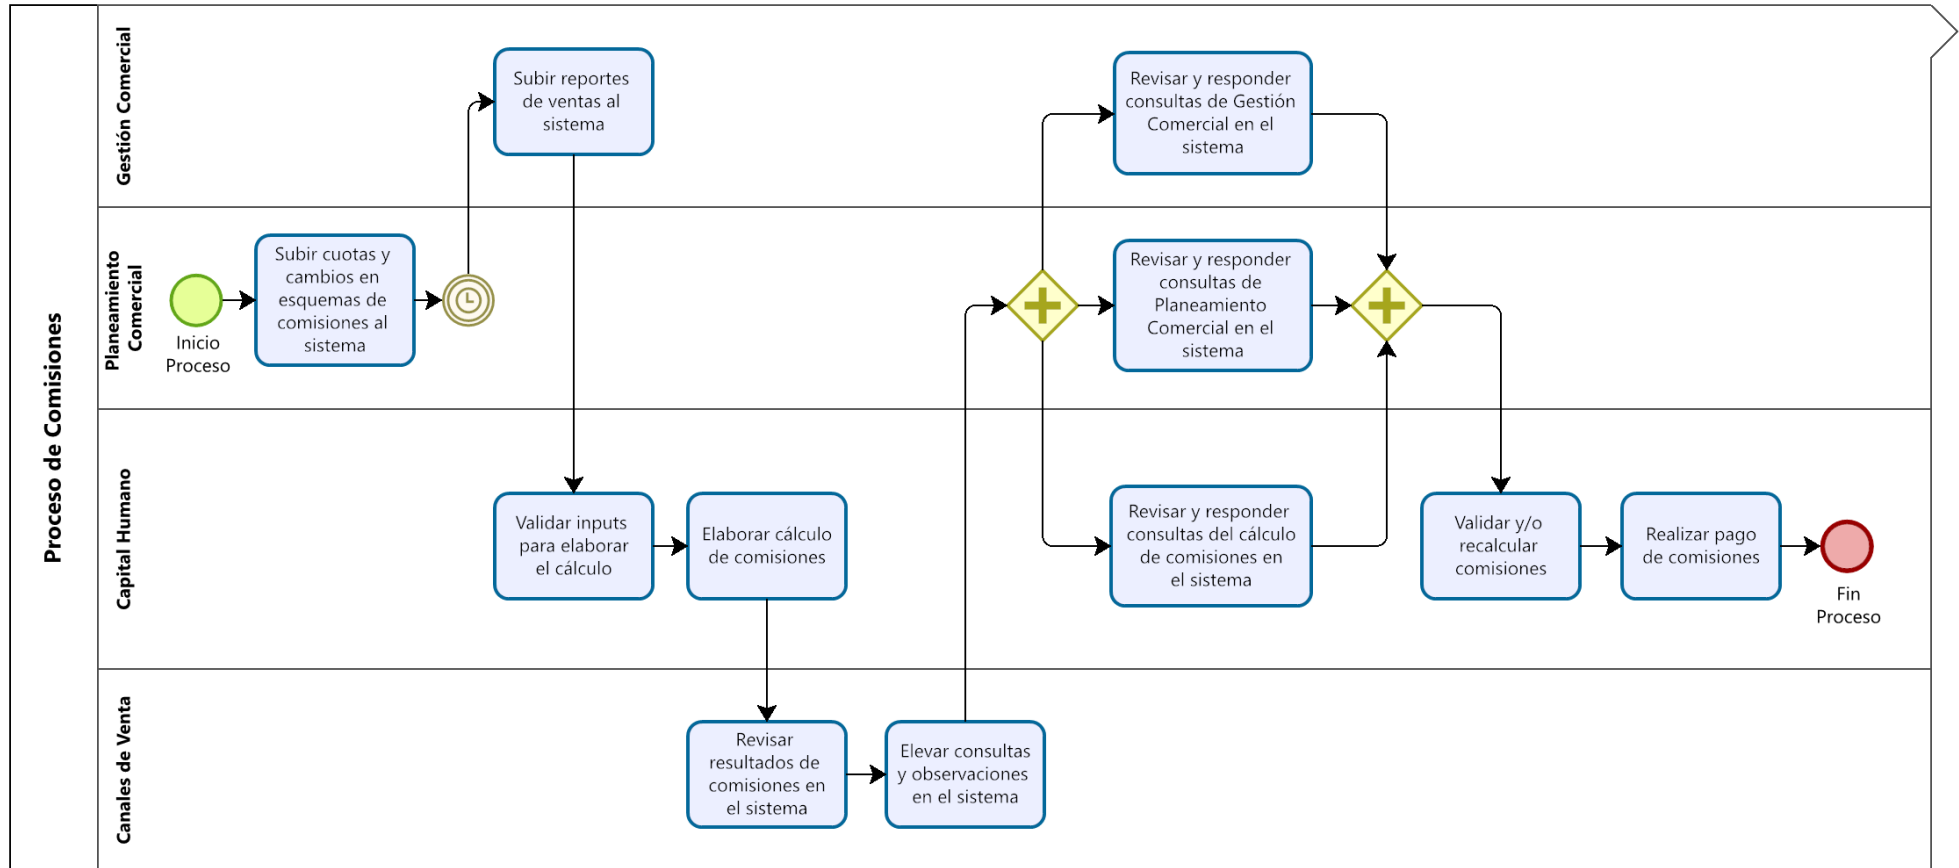 Proceso de Comisiones
Gestión Comercial
Subir reportes
de ventas al
sistema
Revisar y responder
consultas de Gestión
Comercial en el
sistema
Planeamiento
Comercial
Inicio
Proceso
Subir cuotas y
cambios en
esquemas de
comisiones al
sistema
Revisar y responder
consultas de
Planeamiento
Comercial en el
sistema
Capital Humano
Validar inputs
para elaborar
el cálculo
Elaborar cálculo
de comisiones
Revisar y responder
consultas del cálculo
de comisiones en
el sistema
Validar y/o
recalcular
comisiones
Realizar pago
de comisiones
Fin
Proceso
Canales de Venta
Revisar
resultados de
comisiones en
el sistema
Elevar consultas
y observaciones
en el sistema